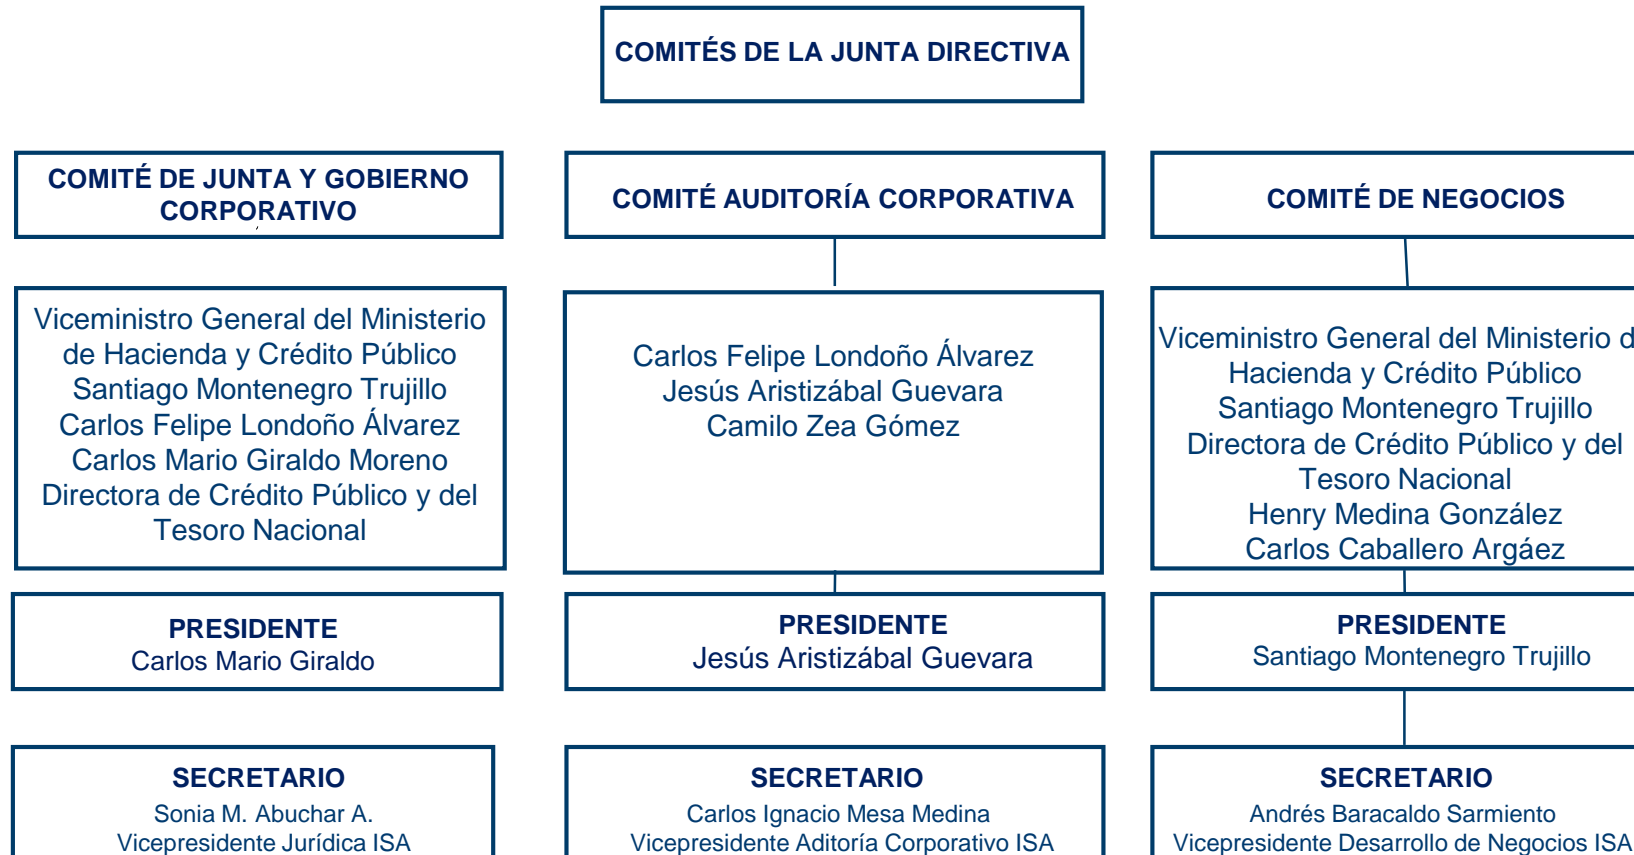 COMITÉS DE LA JUNTA DIRECTIVA
COMITÉ DE JUNTA Y GOBIERNO
CORPORATIVO
Viceministro General del Ministerio
de Hacienda y Crédito Público
Santiago Montenegro Trujillo
Carlos Felipe Londoño Álvarez
Carlos Mario Giraldo Moreno
Directora de Crédito Público y del
Tesoro Nacional
PRESIDENTE
Carlos Mario Giraldo
SECRETARIO
Sonia M. Abuchar A.
Vicepresidente Jurídica ISA
COMITÉ AUDITORÍA CORPORATIVA
Carlos Felipe Londoño Álvarez
Jesús Aristizábal Guevara
Camilo Zea Gómez
PRESIDENTE
Jesús Aristizábal Guevara
SECRETARIO
Carlos Ignacio Mesa Medina
Vicepresidente Aditoría Corporativo ISA
COMITÉ DE NEGOCIOS
Viceministro General del Ministerio d
Hacienda y Crédito Público
Santiago Montenegro Trujillo
Directora de Crédito Público y del
Tesoro Nacional
Henry Medina González
Carlos Caballero Argáez
PRESIDENTE
Santiago Montenegro Trujillo
SECRETARIO
Andrés Baracaldo Sarmiento
Vicepresidente Desarrollo de Negocios ISA